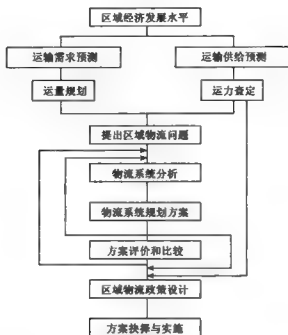 区域经济发展水平
运输需求预测
运输供给预测
运量规划
运力查定
提出区域物流问题
物流系统分析
物流系统规划方案
方案评价和比较
区域物流政策设计
方案抉择与实施